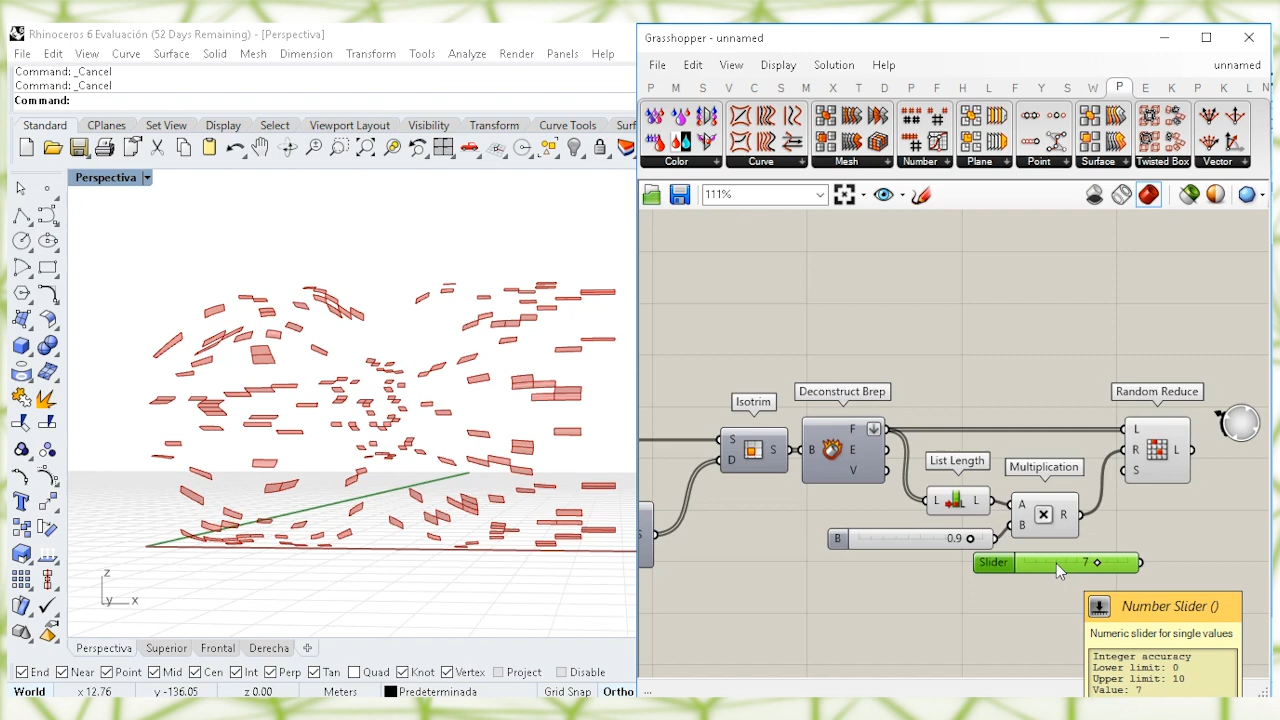 Rhinoceros 6 Evaluación (52 Days Remaining) - [Perspectiva]
File Edit View Curve Surface Solid Mesh Dimension Transform Tools Analyze Render Panels Help
Command: _Cancel
Command: _Cancel
Command:
Standard CPlanes Set View Display Select Viewport Layout Visibility Transform Curve Tools Surf
Perspectiva
z
y x
Perspectiva Superior Frontal Derecha
End Near Point Mid Cen Int Perp Tan Quad Knot Vertex Project Disable
World x 12.76 y -136.05 z 0.00 Meters Predeterminada Grid Snap Ortho
Grasshopper - unnamed
File Edit View Display Solution Help unnamed
P M S V C S M X T D P F H L F Y S W P E K P K L N
Color Curve Mesh Number Plane Point Surface Twisted Box Vector
111%
Isotrim
S
D
S
Deconstruct Brep
B
F
E
V
List Length
L L
Multiplication
A
B
R
Random Reduce
L
R
S
L
B 0.9
Slider 7
Number Slider ()
Numeric slider for single values
Integer accuracy
Lower limit: 0
Upper limit: 10
Value: 7
...